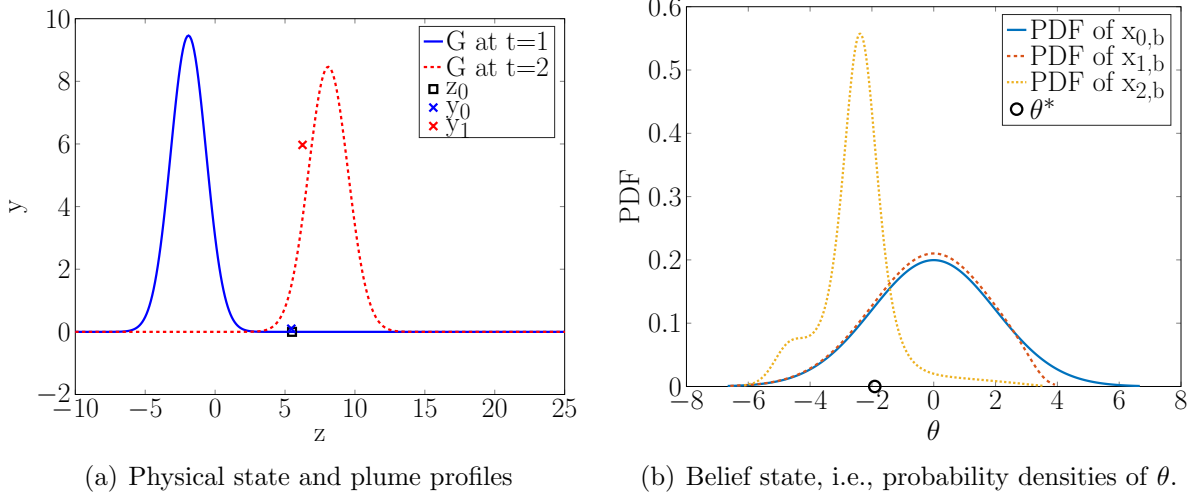 10
8
6
4
2
0
−2
−10
−5
0
5
10
15
20
25
y
z
G at t=1
G at t=2
z0
y0
y1
(a) Physical state and plume profiles
0.6
0.5
0.4
0.3
0.2
0.1
0
−8
−6
−4
−2
0
2
4
6
8
PDF
θ
PDF of x0,b
PDF of x1,b
PDF of x2,b
θ*
(b) Belief state, i.e., probability densities of θ.